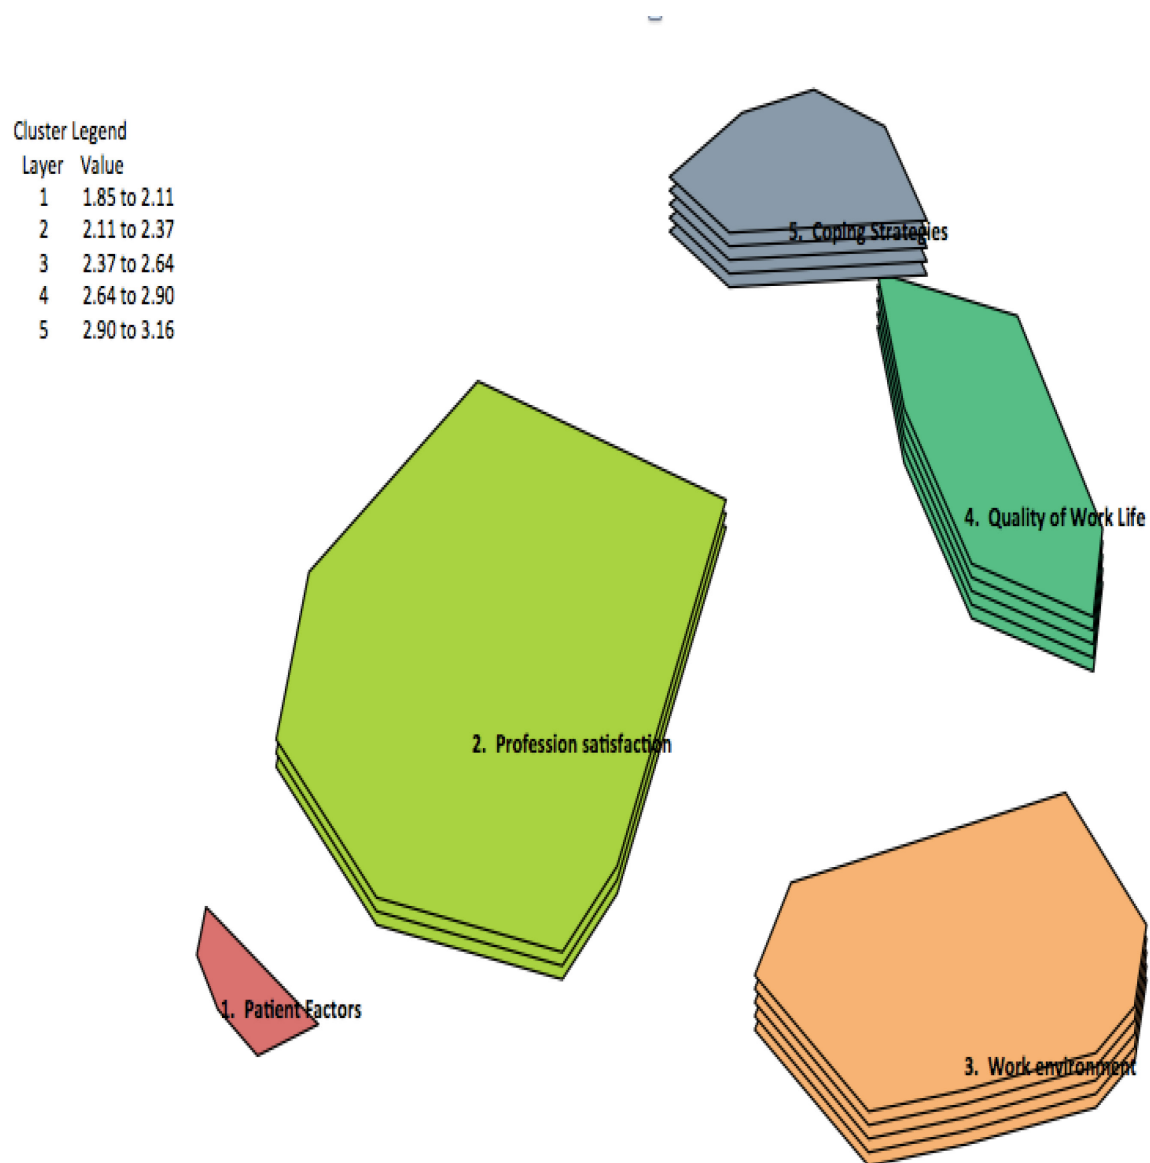 Cluster Legend
Layer Value
1 1.85 to 2.11
2 2.11 to 2.37
3 2.37 to 2.64
4 2.64 to 2.90
5 2.90 to 3.16
5. Coping Strategies
4. Quality of Work Life
2. Profession satisfaction
1. Patient Factors
3. Work environment